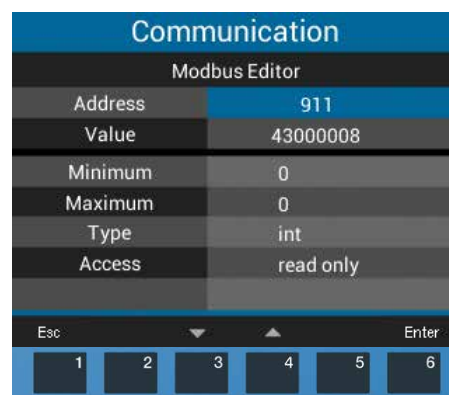 Communication
Modbus Editor
Address 911
Value 43000008
Minimum 0
Maximum 0
Type int
Access read only
Esc Enter
1 2 3 4 5 6